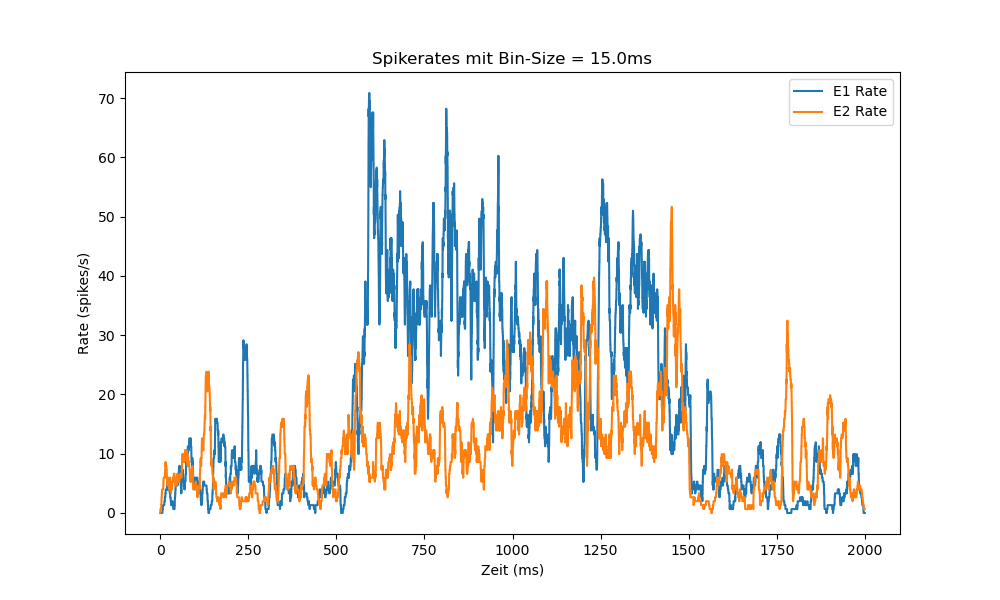 Spikerates mit Bin-Size = 15.0ms
E1 Rate
E2 Rate
Rate (spikes/s)
70
60
50
40
30
20
10
0
0 250 500 750 1000 1250 1500 1750 2000
Zeit (ms)